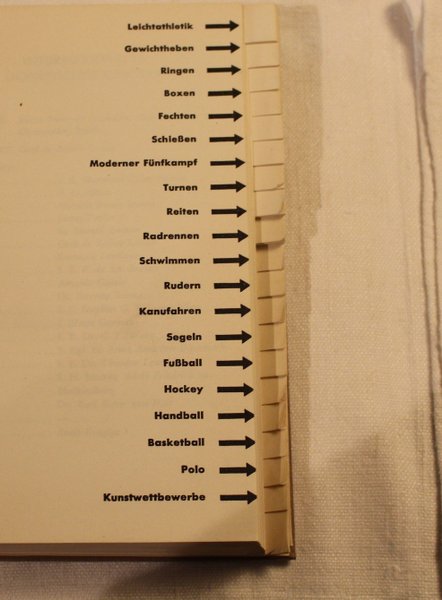 Leichtathletik
Gewichtheben
Ringen
Boxen
Fechten
Schießen
Moderner Fünfkampf
Turnen
Reiten
Radrennen
Schwimmen
Rudern
Kanufahren
Segeln
Fußball
Hockey
Handball
Basketball
Polo
Kunstwettbewerbe